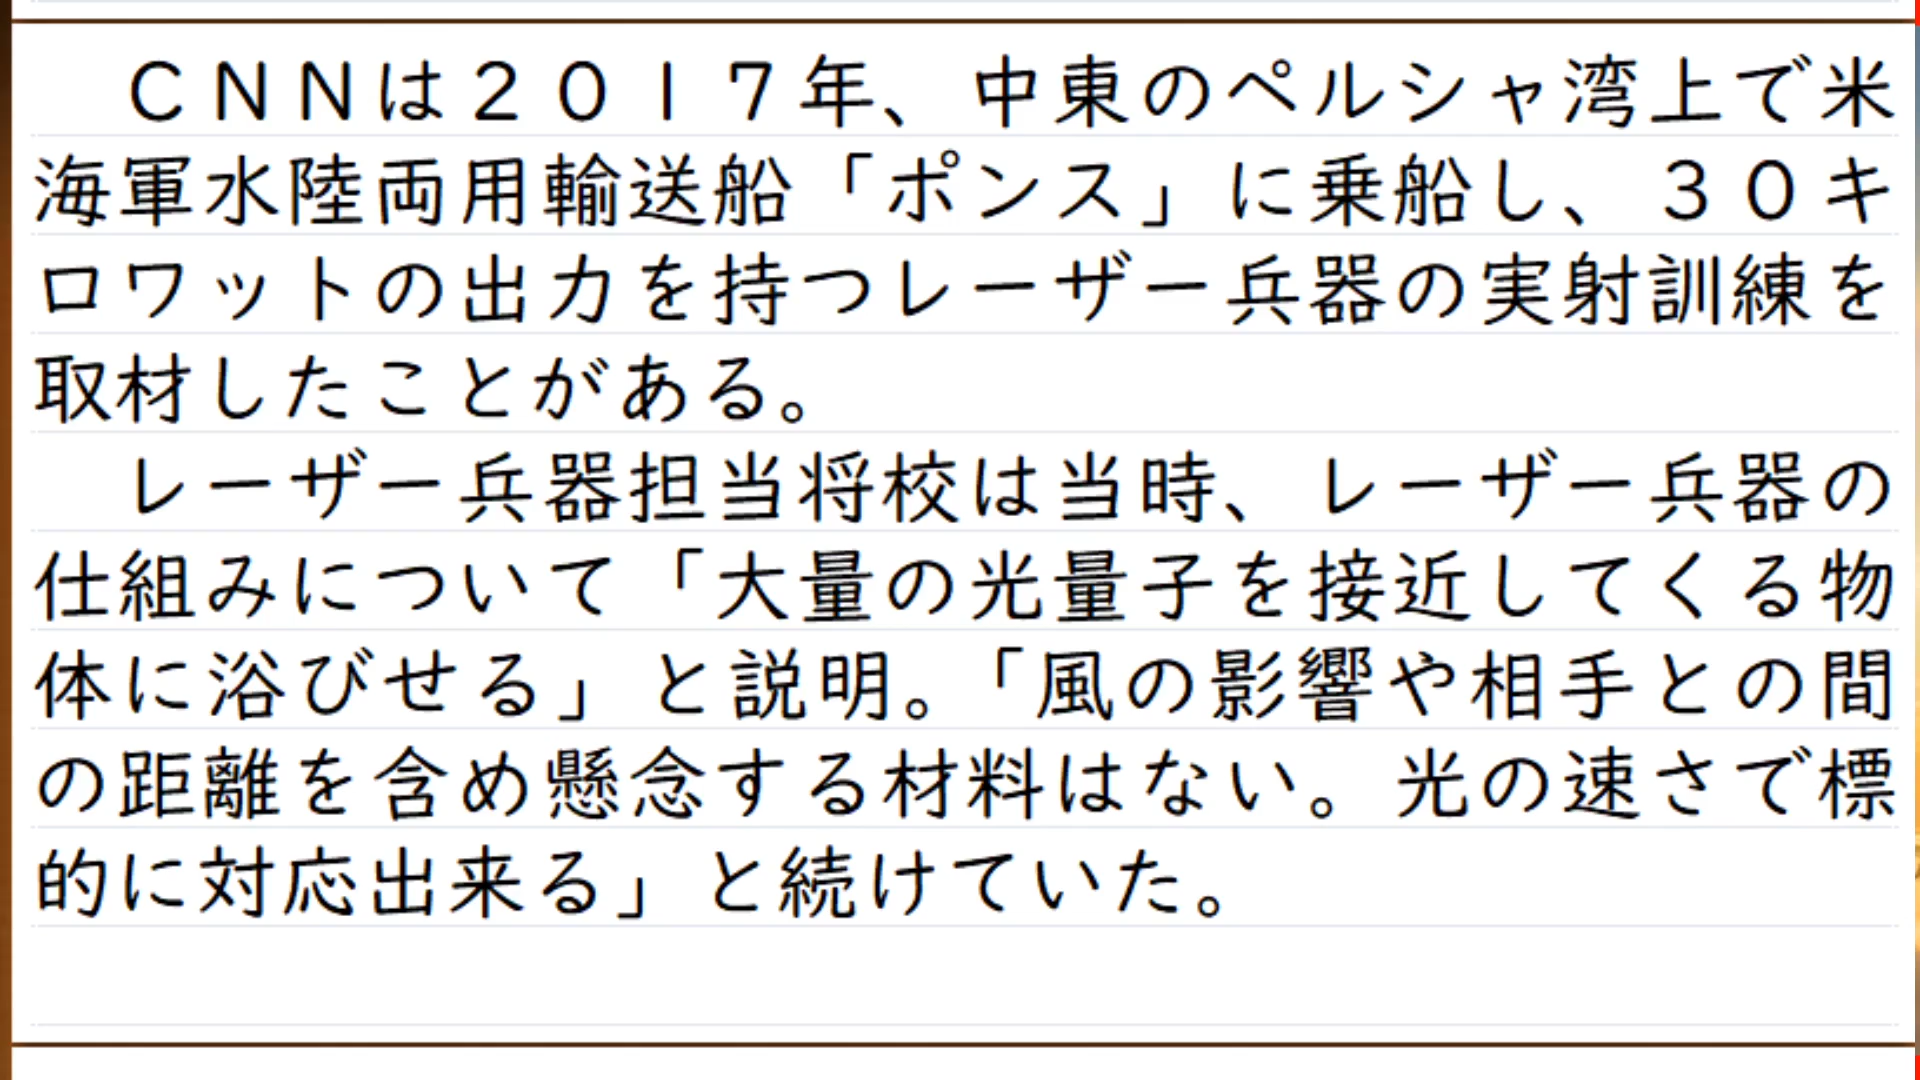 ＣＮＮは２０１７年、中東のペルシャ湾上で米
海軍水陸両用輸送船「ポンス」に乗船し、３０キ
ロワットの出力を持つレーザー兵器の実射訓練を
取材したことがある。
　レーザー兵器担当将校は当時、レーザー兵器の
仕組みについて「大量の光量子を接近してくる物
体に浴びせる」と説明。「風の影響や相手との間
の距離を含め懸念する材料はない。光の速さで標
的に対応出来る」と続けていた。